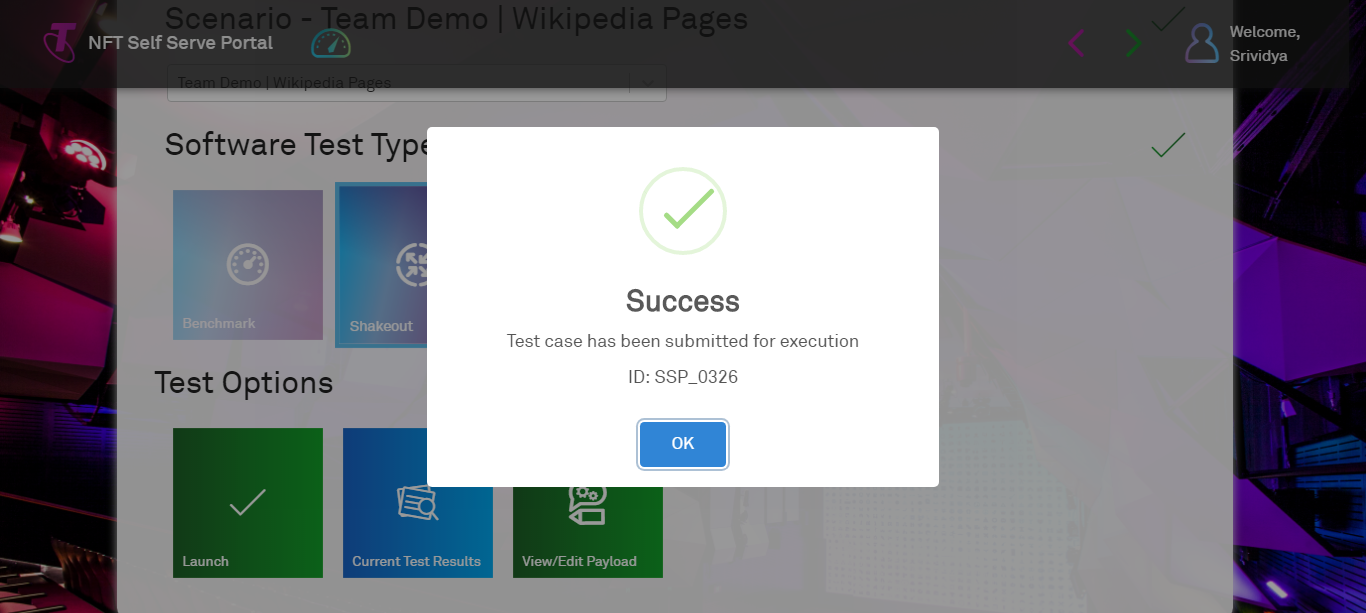 Scenario - Team Demo | Wikipedia Pages
NFT Self Serve Portal
Welcome,
Srividya
Team Demo | Wikipedia Pages
Software Test Type
Benchmark
Shakeout
Success
Test case has been submitted for execution
ID: SSP_0326
OK
Test Options
Launch
Current Test Results
View/Edit Payload